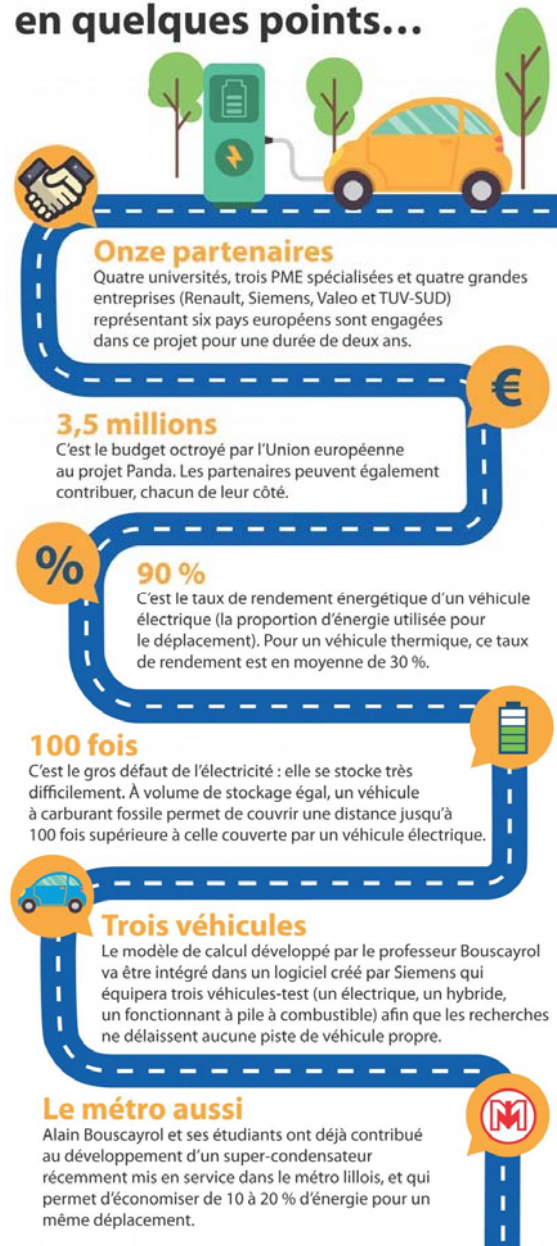 en quelques points...
Onze partenaires
Quatre universités, trois PME spécialisées et quatre grandes
entreprises (Renault, Siemens, Valeo et TUV-SUD)
représentant six pays européens sont engagées
dans ce projet pour une durée de deux ans.
€
3,5 millions
C’est le budget octroyé par l’Union européenne
au projet Panda. Les partenaires peuvent également
contribuer, chacun de leur côté.
%
90 %
C’est le taux de rendement énergétique d’un véhicule
électrique (la proportion d’énergie utilisée pour
le déplacement). Pour un véhicule thermique, ce taux
de rendement est en moyenne de 30 %.
100 fois
C’est le gros défaut de l’électricité : elle se stocke très
difficilement. À volume de stockage égal, un véhicule
à carburant fossile permet de couvrir une distance jusqu’à
100 fois supérieure à celle couverte par un véhicule électrique.
Trois véhicules
Le modèle de calcul développé par le professeur Bouscayrol
va être intégré dans un logiciel créé par Siemens qui
équipera trois véhicules-test (un électrique, un hybride,
un fonctionnant à pile à combustible) afin que les recherches
ne délaissent aucune piste de véhicule propre.
M
Le métro aussi
Alain Bouscayrol et ses étudiants ont déjà contribué
au développement d’un super-condensateur
récemment mis en service dans le métro lillois, et qui
permet d’économiser de 10 à 20 % d’énergie pour un
même déplacement.